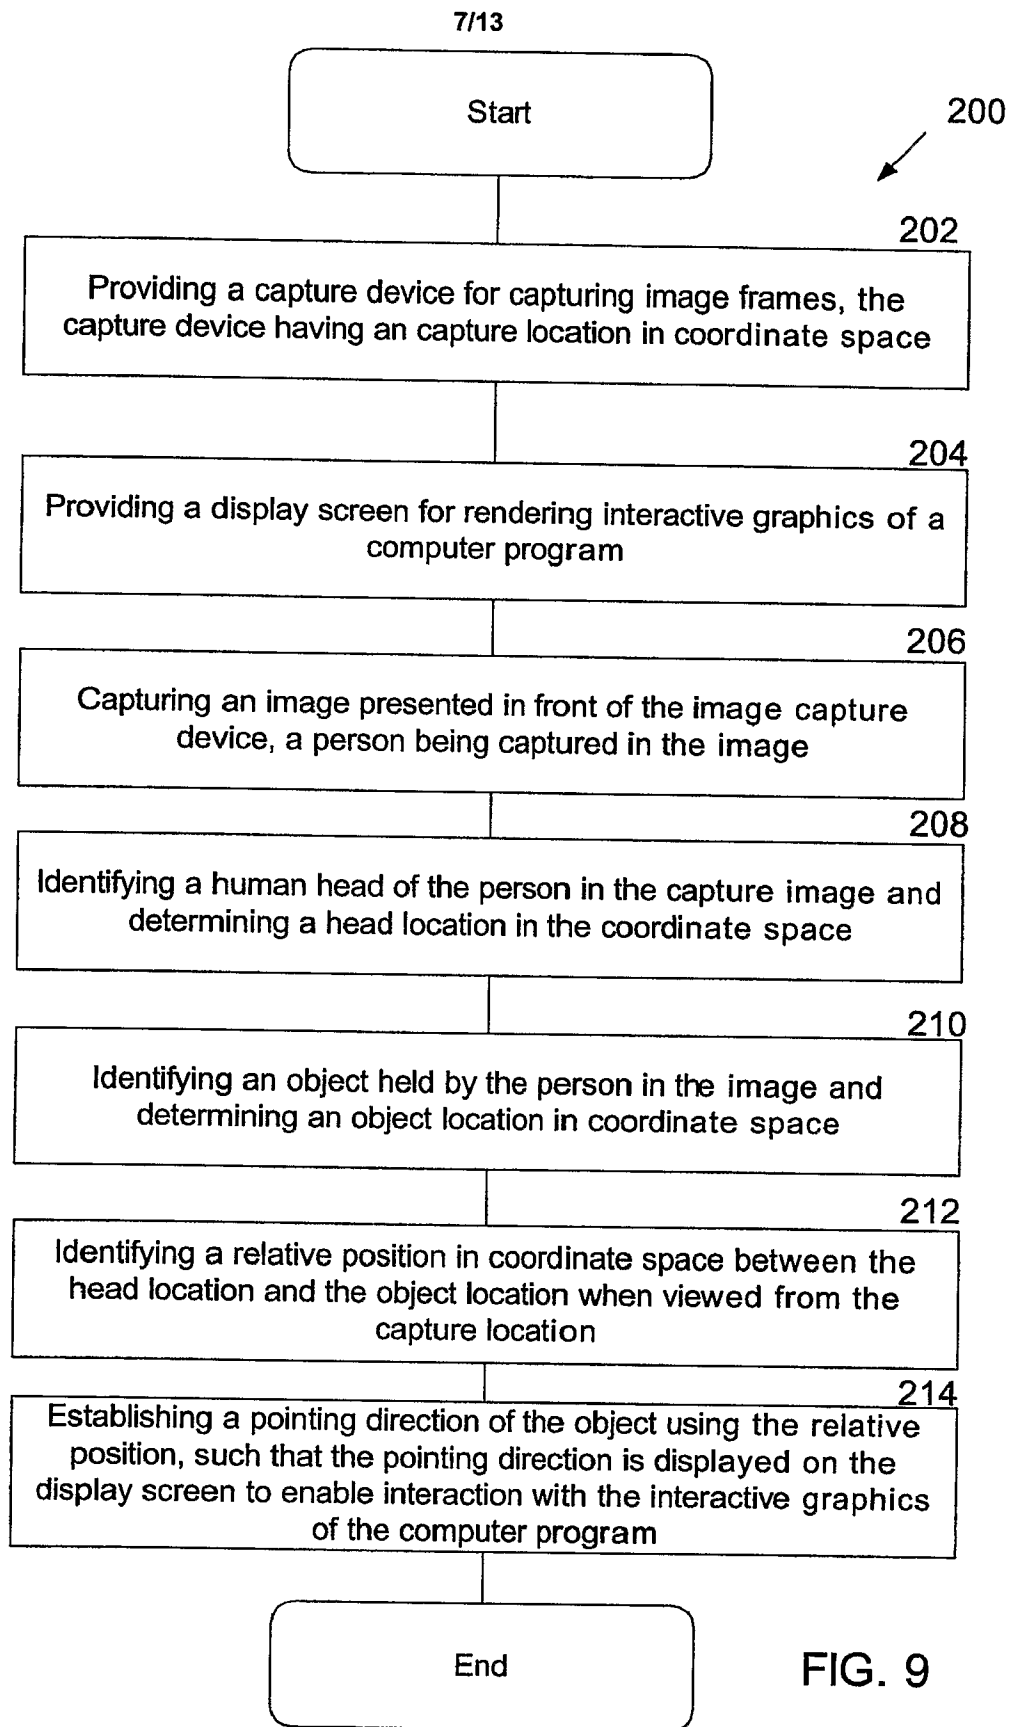 7/13
Start
200
202
Providing a capture device for capturing image frames, the
capture device having an capture location in coordinate space
204
Providing a display screen for rendering interactive graphics of a
computer program
206
Capturing an image presented in front of the image capture
device, a person being captured in the image
208
Identifying a human head of the person in the capture image and
determining a head location in the coordinate space
210
Identifying an object held by the person in the image and
determining an object location in coordinate space
212
Identifying a relative position in coordinate space between the
head location and the object location when viewed from the
capture location
214
Establishing a pointing direction of the object using the relative
position, such that the pointing direction is displayed on the
display screen to enable interaction with the interactive graphics
of the computer program
End
FIG. 9